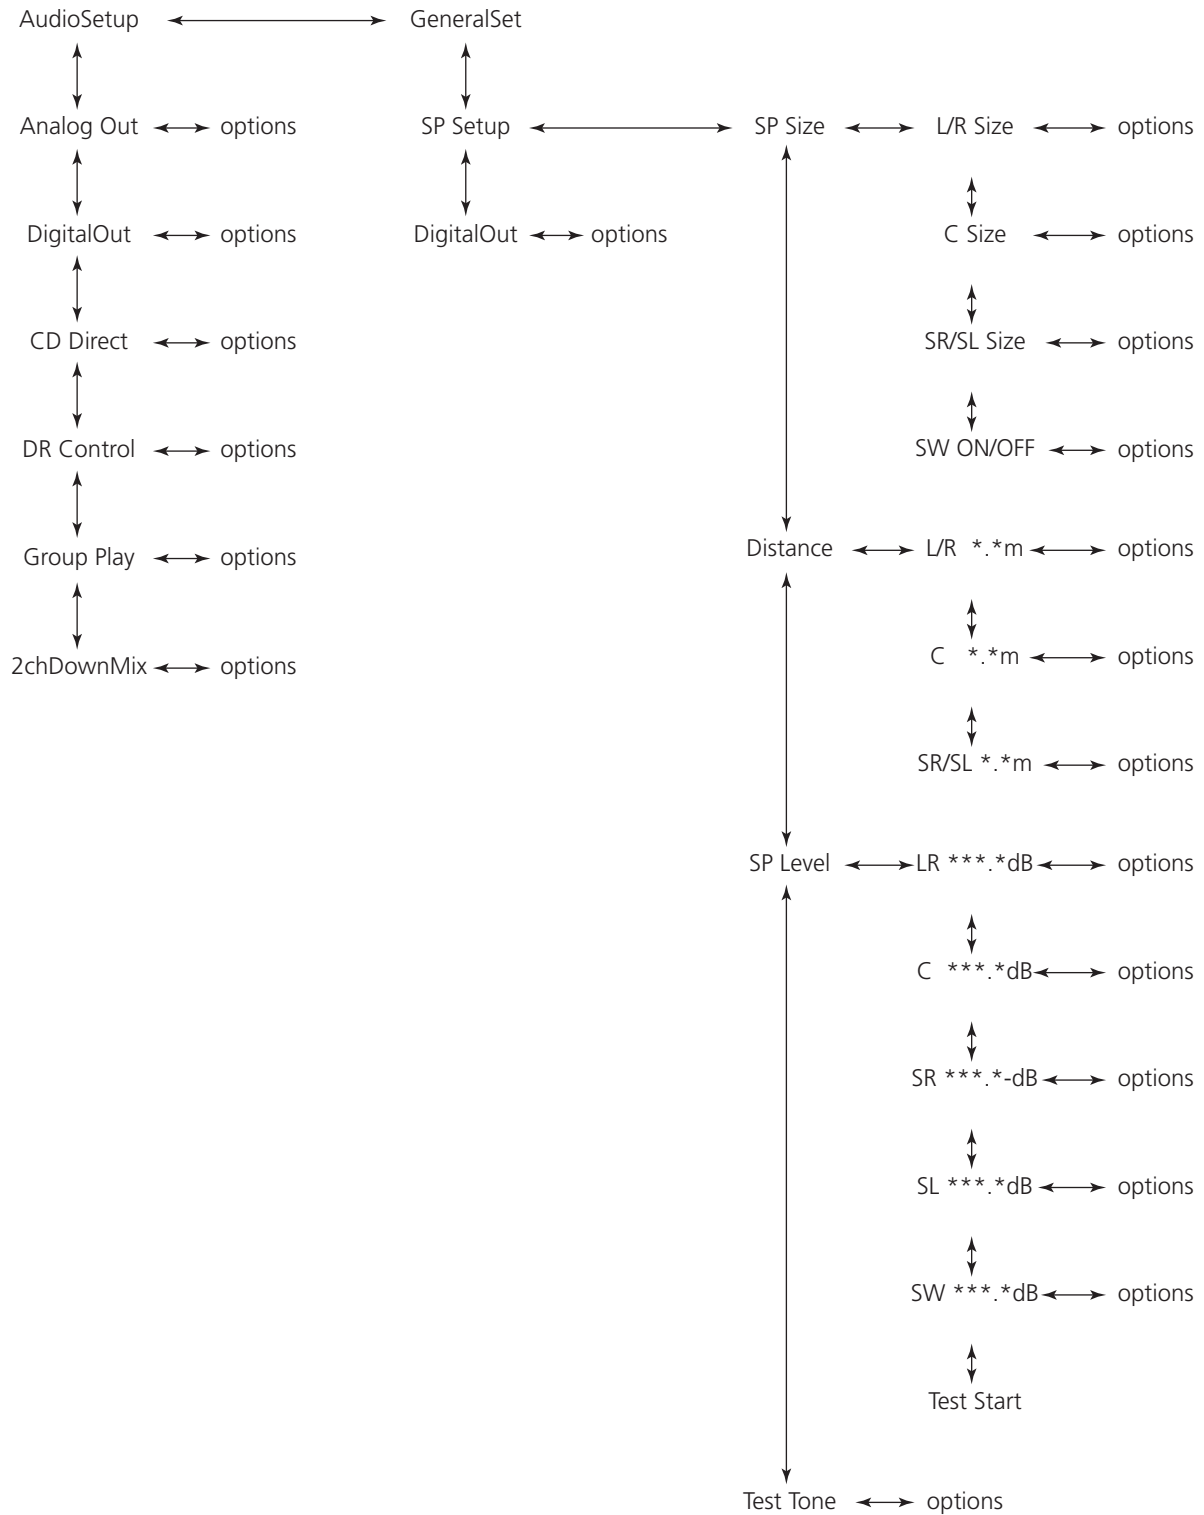 AudioSetup GeneralSet
Analog Out options SP Setup SP Size L/R Size options
DigitalOut options DigitalOut options C Size options
CD Direct options SR/SL Size options
DR Control options SW ON/OFF options
Group Play options Distance L/R *.*m options
2chDownMix options C *.*m options
SR/SL *.*m options
SP Level LR ***.*dB options
C ***.*dB options
SR ***.*-dB options
SL ***.*dB options
SW ***.*dB options
Test Start
Test Tone options